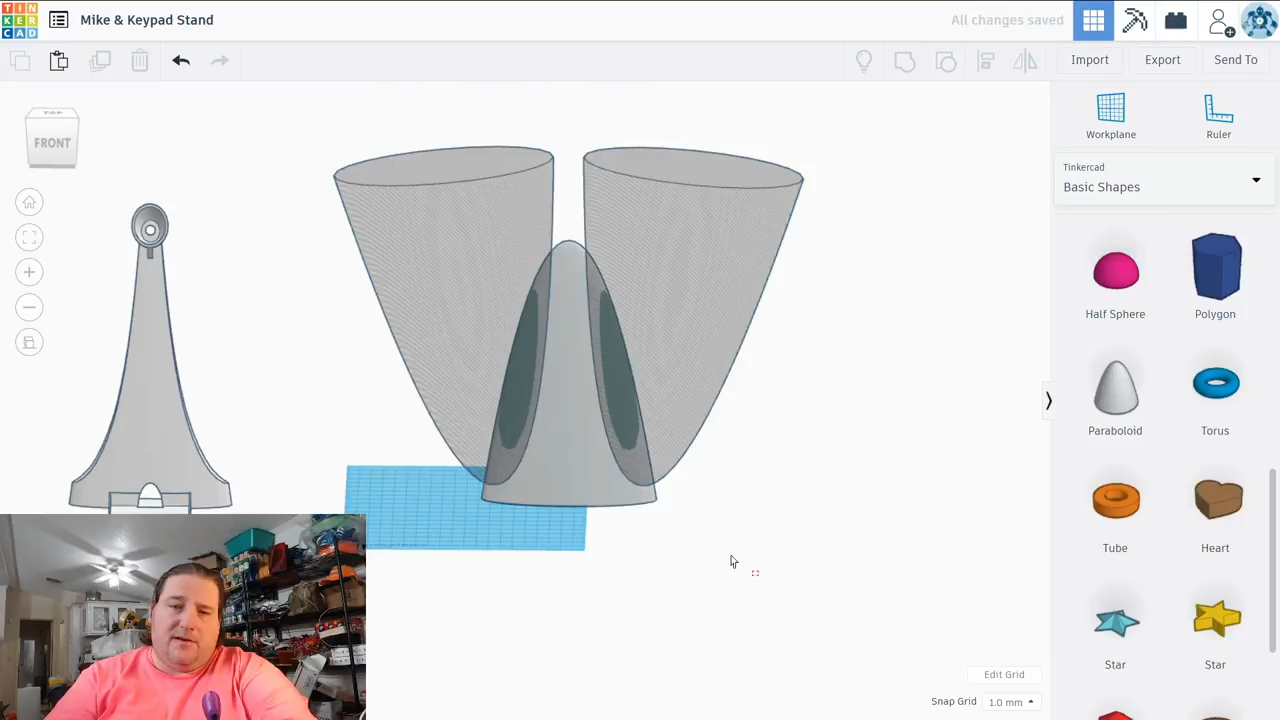 TIN
KER
CAD
Mike & Keypad Stand
All changes saved
Import
Export
Send To
TOP
FRONT
Workplane
Ruler
Tinkercad
Basic Shapes
Half Sphere
Polygon
Paraboloid
Torus
Tube
Heart
Star
Star
Edit Grid
Snap Grid
1.0 mm